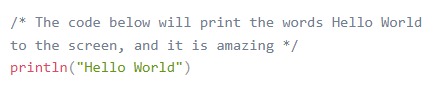 /* The code below will print the words Hello World
to the screen, and it is amazing */
println("Hello World")